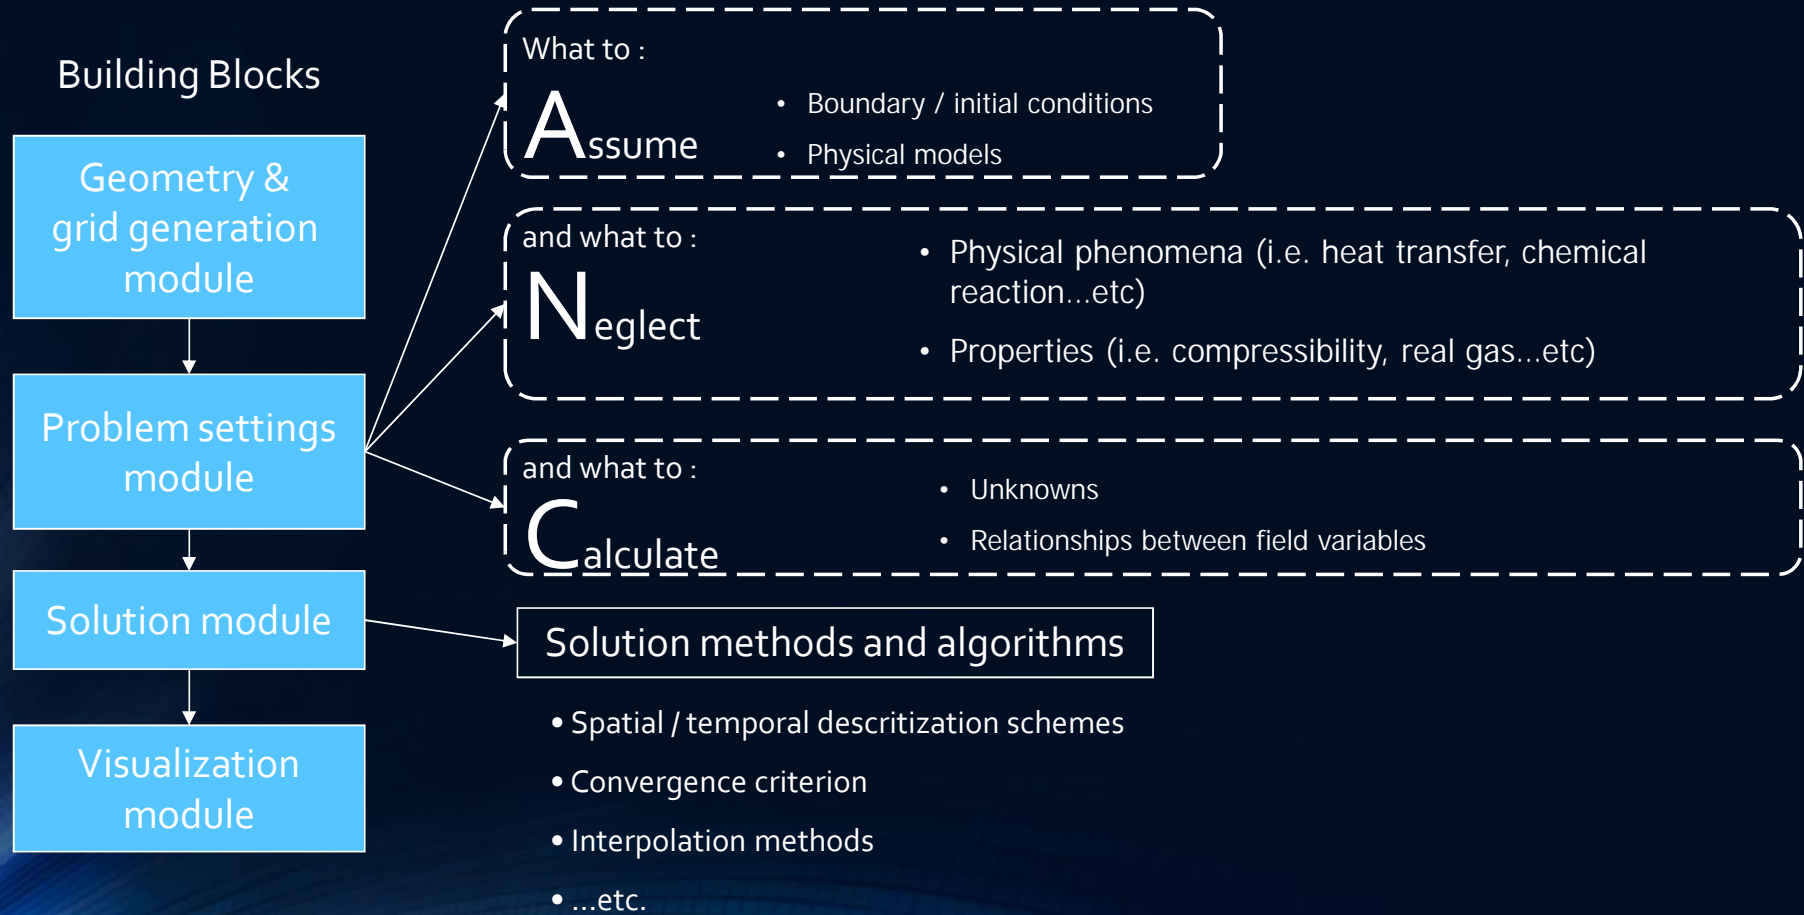 Building Blocks
Geometry &
grid generation
module
Problem settings
module
Solution module
Visualization
module
What to :
Assume
• Boundary / initial conditions
• Physical models
and what to :
Neglect
• Physical phenomena (i.e. heat transfer, chemical
reaction...etc)
• Properties (i.e. compressibility, real gas...etc)
and what to :
Calculate
• Unknowns
• Relationships between field variables
Solution methods and algorithms
• Spatial / temporal descritization schemes
• Convergence criterion
• Interpolation methods
• ...etc.